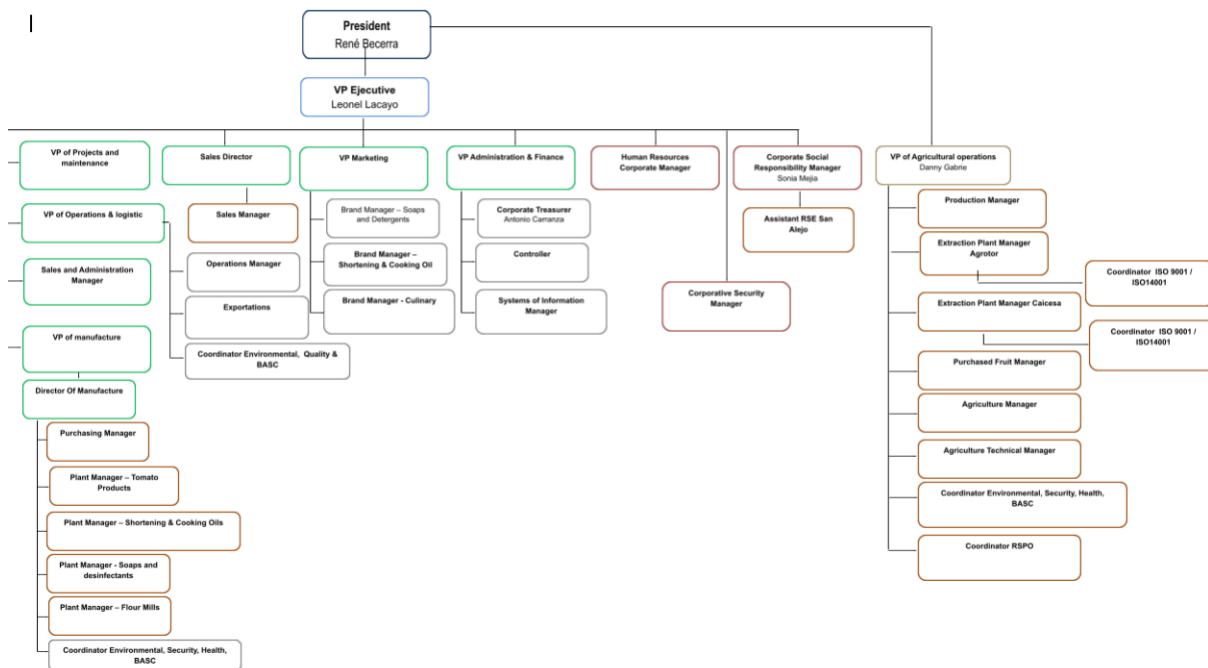 President
René Becerra
VP Ejecutive
Leonel Lacayo
VP of Projects and
maintenance
Sales Director
VP Marketing
VP Administration & Finance
Human Resources
Corporate Manager
Corporate Social
Responsibility Manager
Sonia Mejia
VP of Agricultural operations
Danny Gabrie
VP of Operations & logistic
Sales Manager
Brand Manager – Soaps
and Detergents
Corporate Treasurer
Antonio Carranza
Assistant RSE San
Alejo
Production Manager
Sales and Administration
Manager
Operations Manager
Brand Manager –
Shortening & Cooking Oil
Controller
Extraction Plant Manager
Agrotor
Coordinator ISO 9001 /
ISO14001
Exportations
Brand Manager - Culinary
Systems of Information
Manager
Corporative Security
Manager
Extraction Plant Manager Caicesa
Coordinator ISO 9001 /
ISO14001
VP of manufacture
Coordinator Environmental, Quality &
BASC
Purchased Fruit Manager
Director Of Manufacture
Agriculture Manager
Purchasing Manager
Agriculture Technical Manager
Plant Manager – Tomato
Products
Coordinator Environmental, Security, Health,
BASC
Plant Manager – Shortening & Cooking Oils
Coordinator RSPO
Plant Manager - Soaps and
desinfectants
Plant Manager – Flour Mills
Coordinator Environmental, Security, Health,
BASC